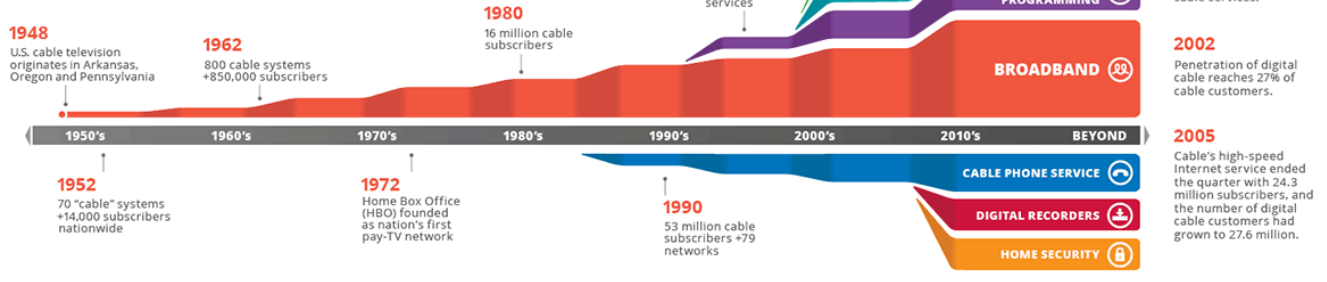 services
PROGRAMMING
cable services.
1948
U.S. cable television
originates in Arkansas,
Oregon and Pennsylvania
1962
800 cable systems
+850,000 subscribers
1980
16 million cable
subscribers
BROADBAND
2002
Penetration of digital
cable reaches 27% of
cable customers.
1950's
1960's
1970's
1980's
1990's
2000's
2010's
BEYOND
1952
70 "cable" systems
+14,000 subscribers
nationwide
1972
Home Box Office
(HBO) founded
as nation's first
pay-TV network
1990
53 million cable
subscribers +79
networks
CABLE PHONE SERVICE
DIGITAL RECORDERS
HOME SECURITY
2005
Cable's high-speed
Internet service ended
the quarter with 24.3
million subscribers, and
the number of digital
cable customers had
grown to 27.6 million.